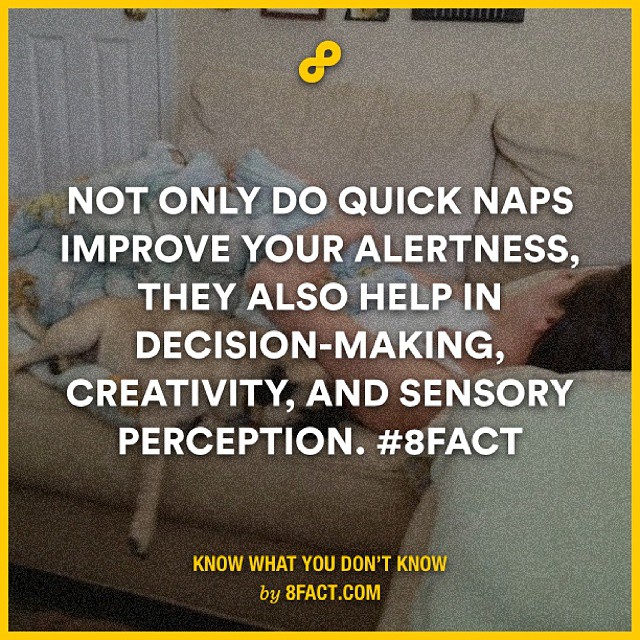 NOT ONLY DO QUICK NAPS
IMPROVE YOUR ALERTNESS,
THEY ALSO HELP IN
DECISION-MAKING,
CREATIVITY, AND SENSORY
PERCEPTION. #8FACT
KNOW WHAT YOU DON'T KNOW
by 8FACT.COM